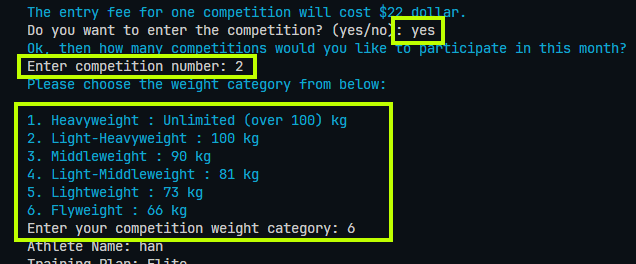 The entry fee for one competition will cost $22 dollar.
Do you want to enter the competition? (yes/no): yes
Ok, then how many competitions would you like to participate in this month?
Enter competition number: 2
Please choose the weight category from below:
1. Heavyweight : Unlimited (over 100) kg
2. Light-Heavyweight : 100 kg
3. Middleweight : 90 kg
4. Light-Middleweight : 81 kg
5. Lightweight : 73 kg
6. Flyweight : 66 kg
Enter your competition weight category: 6
Athlete Name: han
Training Plan: Elite